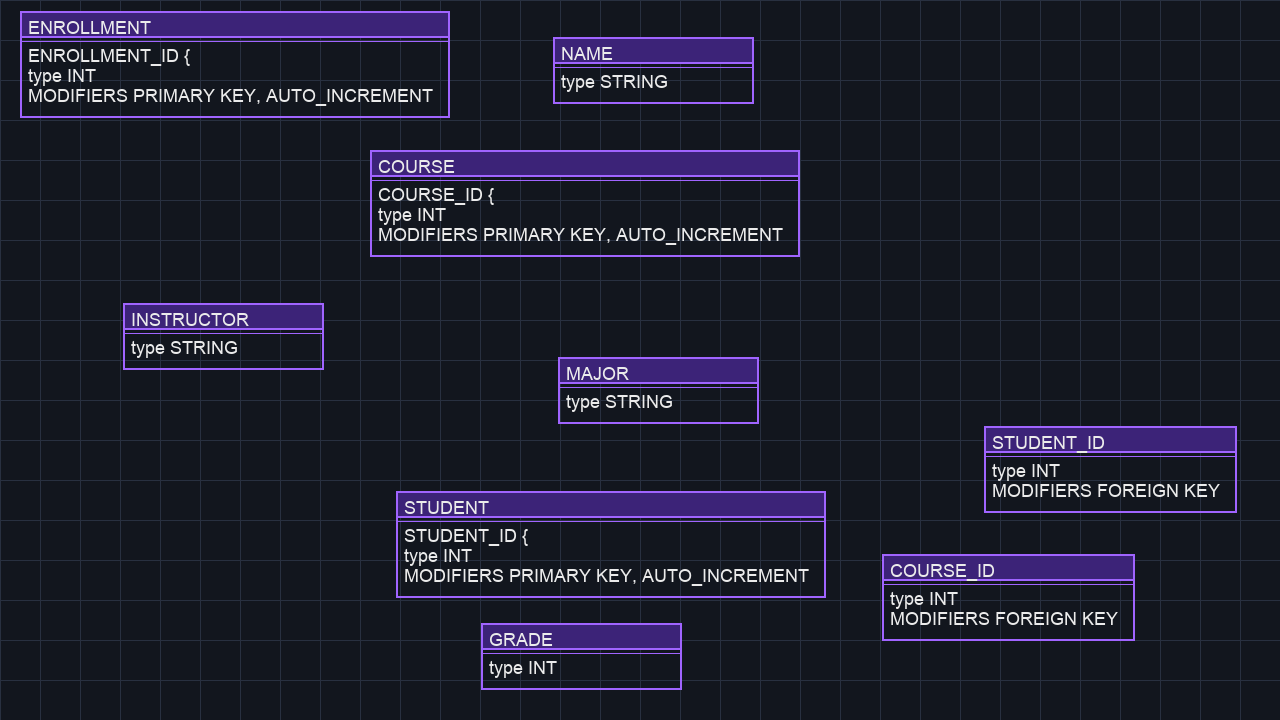 ENROLLMENT
ENROLLMENT_ID {
type INT
MODIFIERS PRIMARY KEY, AUTO_INCREMENT
NAME
type STRING
COURSE
COURSE_ID {
type INT
MODIFIERS PRIMARY KEY, AUTO_INCREMENT
INSTRUCTOR
type STRING
MAJOR
type STRING
STUDENT_ID
type INT
MODIFIERS FOREIGN KEY
STUDENT
STUDENT_ID {
type INT
MODIFIERS PRIMARY KEY, AUTO_INCREMENT
COURSE_ID
type INT
MODIFIERS FOREIGN KEY
GRADE
type INT